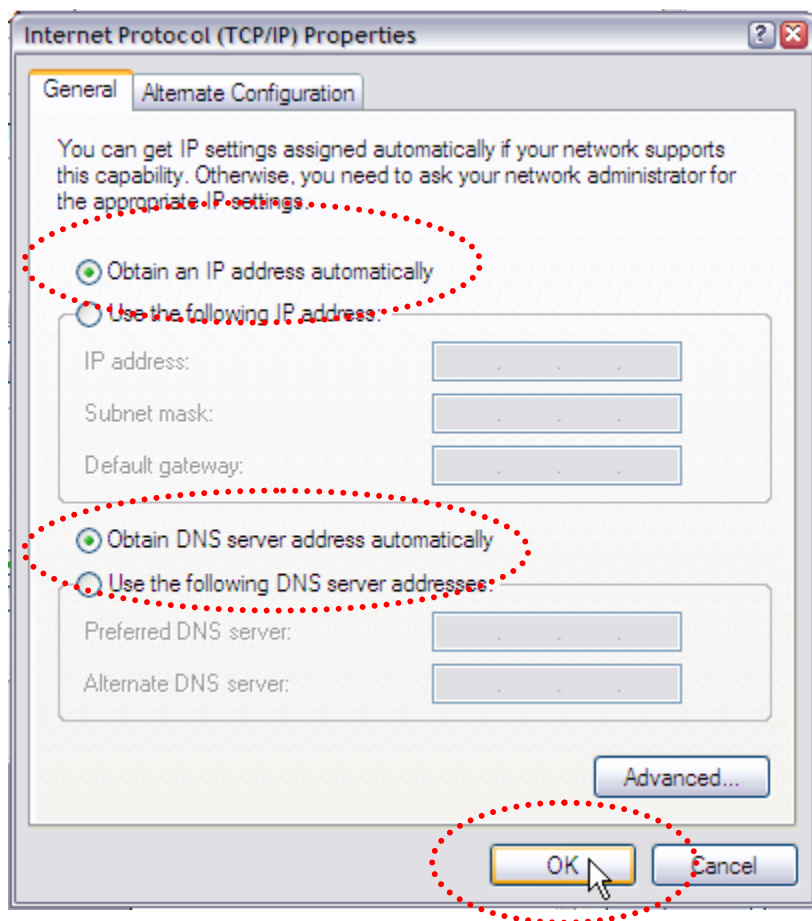 Internet Protocol (TCP/IP) Properties
General
Alternate Configuration
You can get IP settings assigned automatically if your network supports
this capability. Otherwise, you need to ask your network administrator for
the appropriate IP settings.
Obtain an IP address automatically
Use the following IP address:
IP address:
Subnet mask:
Default gateway:
Obtain DNS server address automatically
Use the following DNS server addresses:
Preferred DNS server:
Alternate DNS server:
Advanced...
OK
Cancel